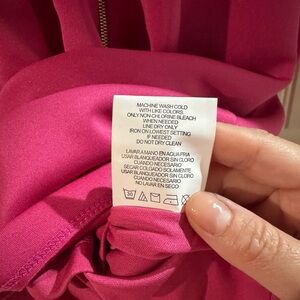 MACHINE WASH COLD
WITH LIKE COLORS.
ONLY NON CHLORINE BLEACH
WHEN NEEDED
LINE DRY ONLY
IRON ON LOWEST SETTING
IF NEEDED
DO NOT DRY CLEAN
LAVAR A MANO EN AGUA FRIA
USAR BLANQUEADOR SIN CLORO
CUANDO NECESARIO
SECAR COLGADO SOLAMENTE
USAR BLANQUEADOR SIN CLORO
CUANDO NECESARIO
NO LAVAR EN SECO
30